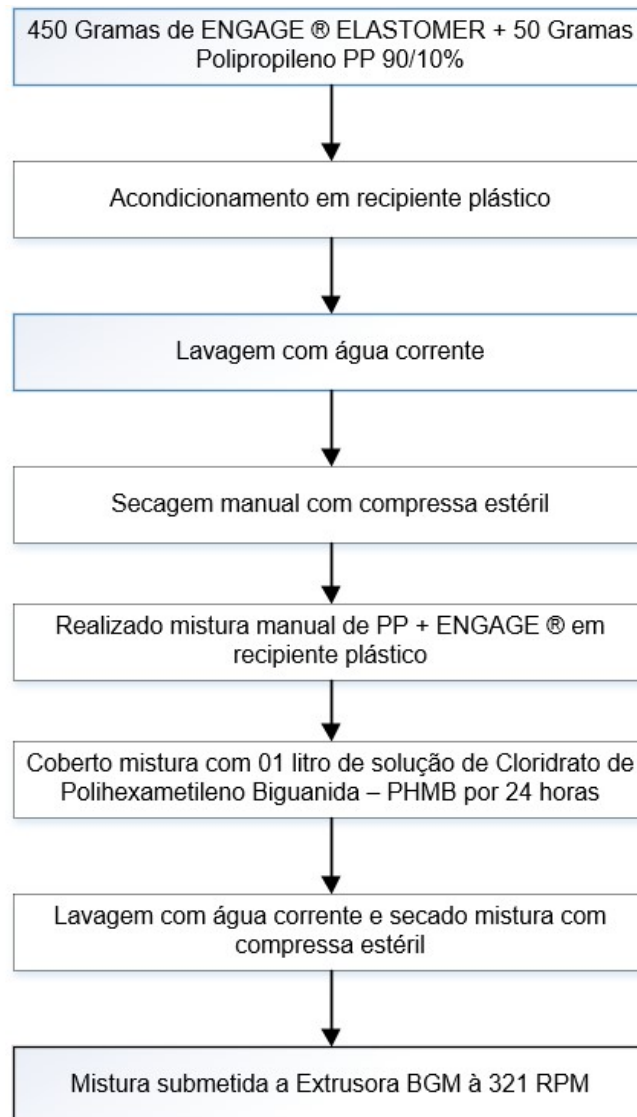 450 Gramas de ENGAGE ® ELASTOMER + 50 Gramas
Polipropileno PP 90/10%
Acondicionamento em recipiente plástico
Lavagem com água corrente
Secagem manual com compressa estéril
Realizado mistura manual de PP + ENGAGE ® em
recipiente plástico
Coberto mistura com 01 litro de solução de Cloridrato de
Polihexametileno Biguanida – PHMB por 24 horas
Lavagem com água corrente e secado mistura com
compressa estéril
Mistura submetida a Extrusora BGM à 321 RPM